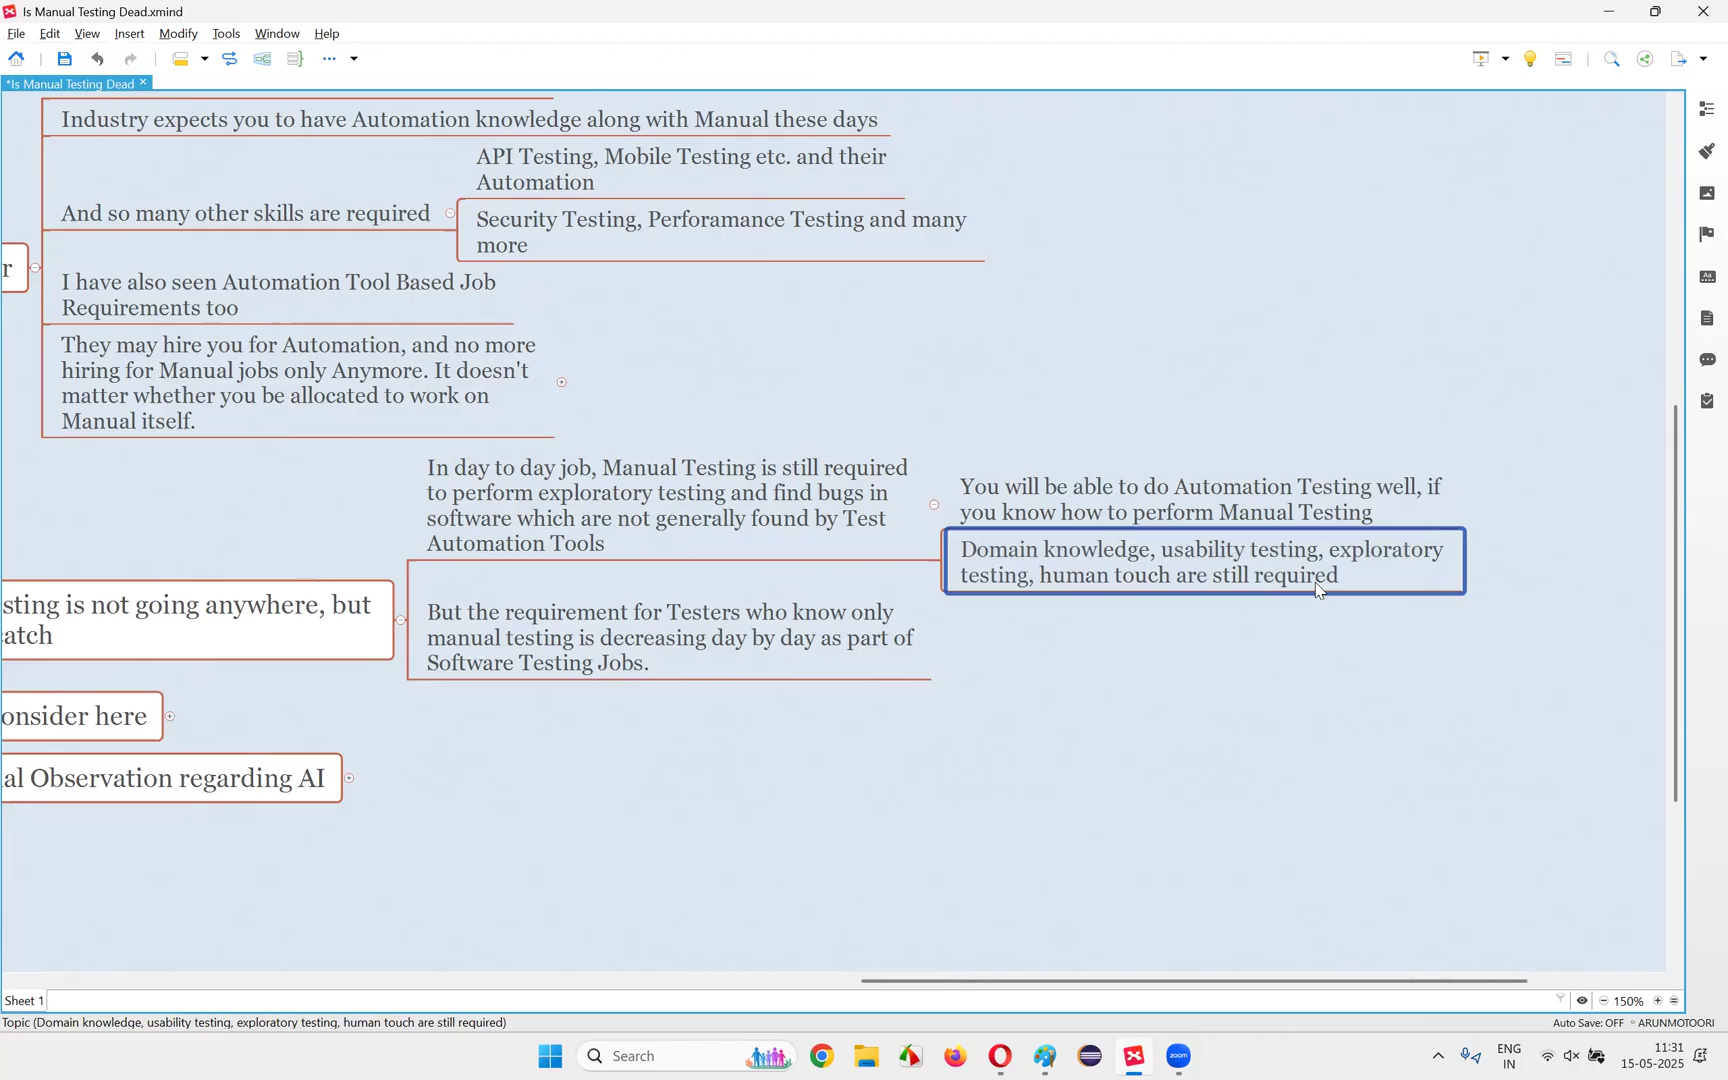 Is Manual Testing Dead.xmind
File Edit View Insert Modify Tools Window Help
*Is Manual Testing Dead
Industry expects you to have Automation knowledge along with Manual these days
API Testing, Mobile Testing etc. and their
Automation
And so many other skills are required
Security Testing, Perforamance Testing and many
more
r
I have also seen Automation Tool Based Job
Requirements too
They may hire you for Automation, and no more
hiring for Manual jobs only Anymore. It doesn't
matter whether you be allocated to work on
Manual itself.
In day to day job, Manual Testing is still required
to perform exploratory testing and find bugs in
software which are not generally found by Test
Automation Tools
You will be able to do Automation Testing well, if
you know how to perform Manual Testing
Domain knowledge, usability testing, exploratory
testing, human touch are still required
sting is not going anywhere, but
atch
But the requirement for Testers who know only
manual testing is decreasing day by day as part of
Software Testing Jobs.
onsider here
al Observation regarding AI
Sheet 1
150%
Topic (Domain knowledge, usability testing, exploratory testing, human touch are still required)
Auto Save: OFF
ARUNMOTOORI
Search
zoom
ENG
IN
11:31
15-05-2025